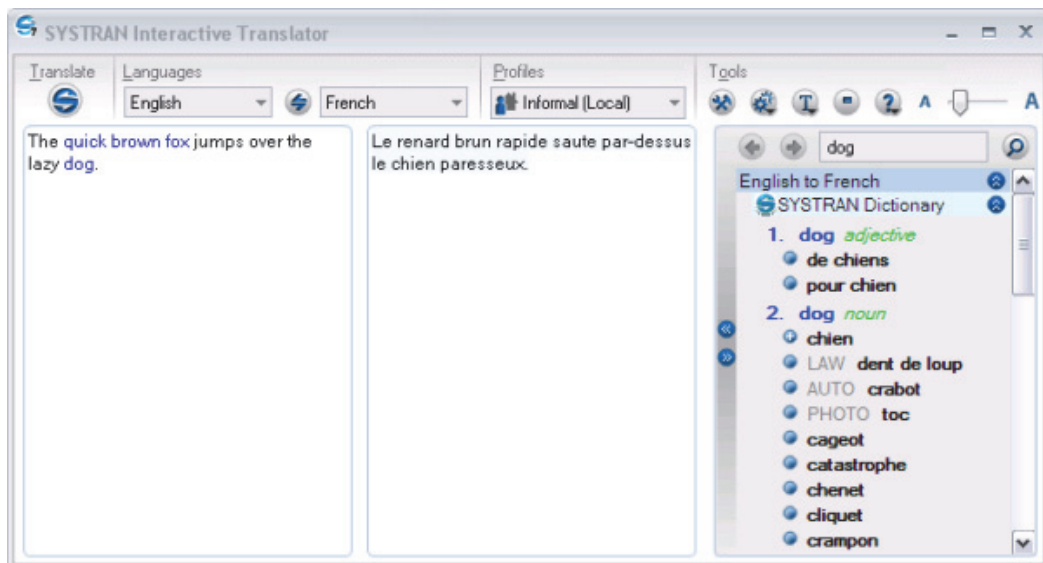 SYSTRAN Interactive Translator
Translate
Languages
Profiles
Tools
English
French
Informal (Local)
A
A
The quick brown fox jumps over the
lazy dog.
Le renard brun rapide saute par-dessus
le chien paresseux.
dog
English to French
SYSTRAN Dictionary
1. dog adjective
de chiens
pour chien
2. dog noun
chien
LAW dent de loup
AUTO crabot
PHOTO toc
cageot
catastrophe
chenet
cliquet
crampon